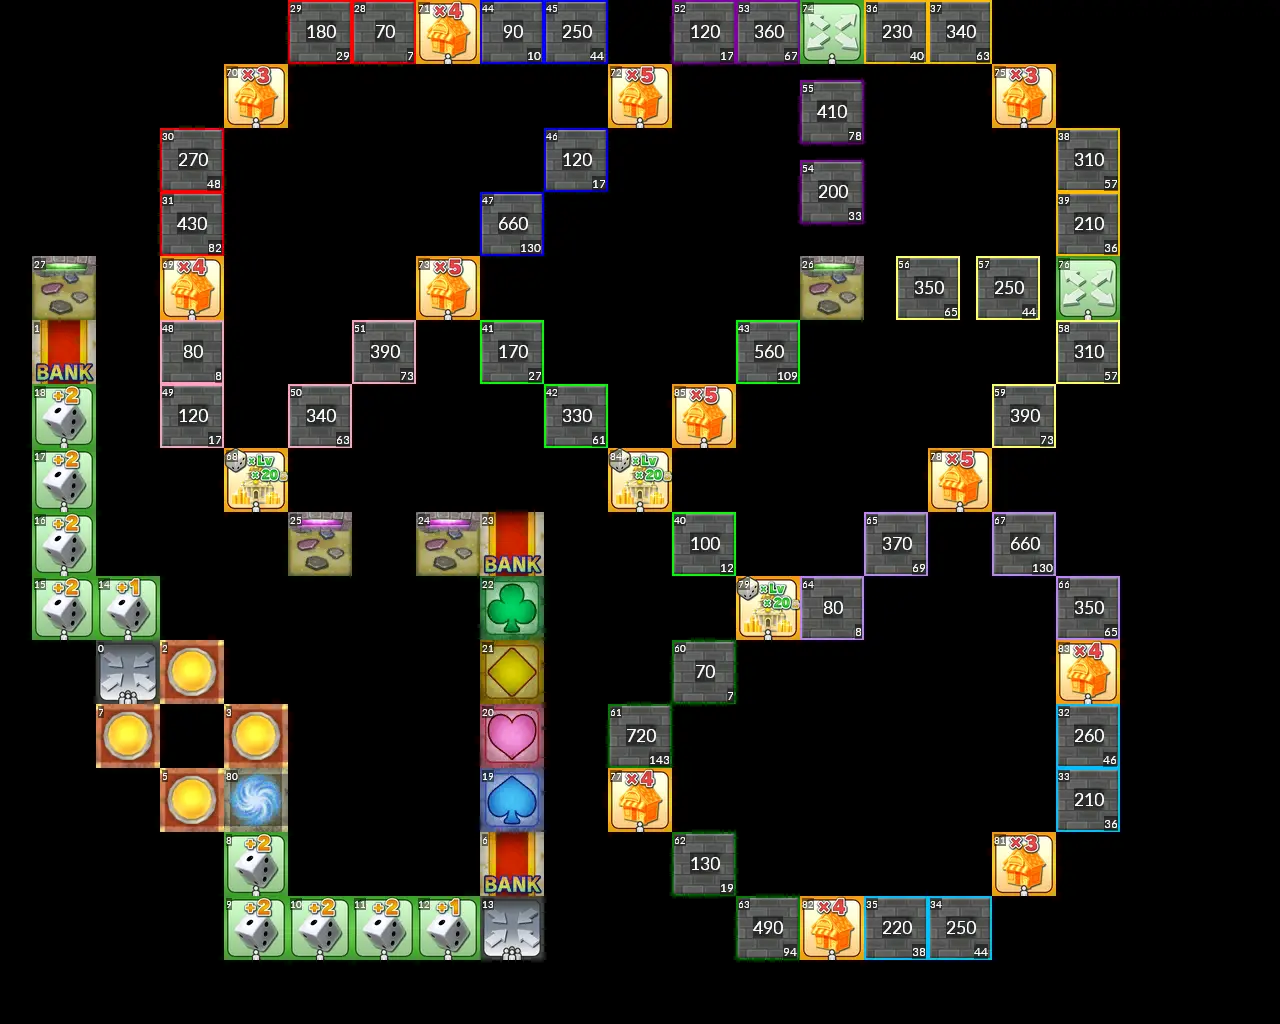 29 180 29 28 70 7 71 ×4 44 90 10 45 250 44 52 120 17 53 360 67 74 36 230 40 37 340 63
70 ×3 72 ×5 55 410 78 75 ×3
30 270 48 46 120 17 54 200 33 38 310 57
31 430 82 47 660 130 39 210 36
27 69 ×4 73 ×5 26 56 350 65 57 250 44 76
1 BANK 48 80 8 51 390 73 41 170 27 43 560 109 58 310 57
18 +2 49 120 17 50 340 63 42 330 61 85 ×5 59 390 73
17 +2 68 ×Lv ×20 84 ×Lv ×20 78 ×5
16 +2 25 24 23 BANK 40 100 12 65 370 69 67 660 130
15 +2 14 +1 22 79 ×Lv ×20 64 80 8 66 350 65
0 2 21 60 70 7 83 ×4
7 3 20 61 720 143 32 260 46
5 80 19 77 ×4 33 210 36
8 +2 6 BANK 62 130 19 81 ×3
9 +2 10 +2 11 +2 12 +1 13 63 490 94 82 ×4 35 220 38 34 250 44